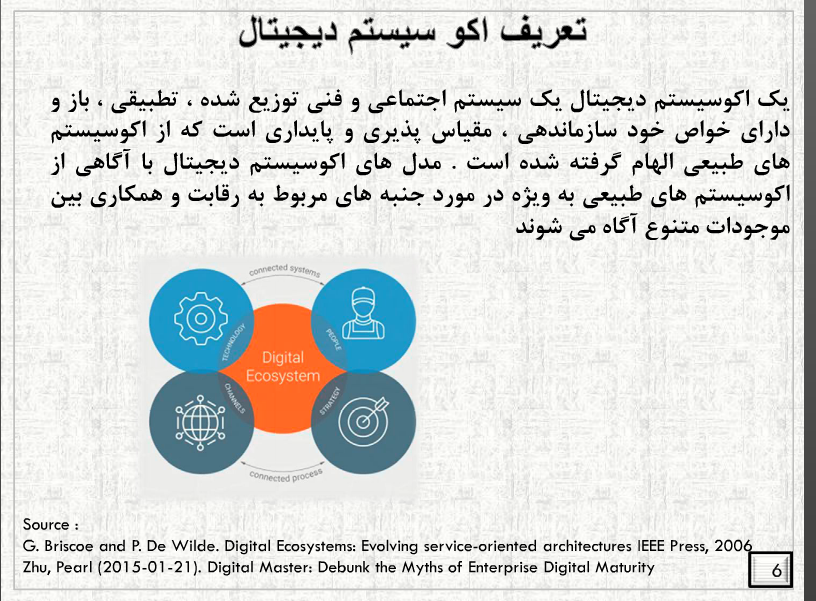 تعریف اکو سیستم دیجیتال
یک اکوسیستم دیجیتال یک سیستم اجتماعی و فنی توزیع شده ، تطبیقی ، باز و
دارای خواص خود سازماندهی ، مقیاس پذیری و پایداری است که از اکوسیستم
های طبیعی الهام گرفته شده است . مدل های اکوسیستم دیجیتال با آگاهی از
اکوسیستم های طبیعی به ویژه در مورد جنبه های مربوط به رقابت و همکاری بین
موجودات متنوع آگاه می شوند
connected systems
TECHNOLOGY
PEOPLE
Digital
Ecosystem
CHANNELS
STRATEGY
connected process
Source :
G. Briscoe and P. De Wilde. Digital Ecosystems: Evolving service-oriented architectures IEEE Press, 2006
Zhu, Pearl (2015-01-21). Digital Master: Debunk the Myths of Enterprise Digital Maturity
6